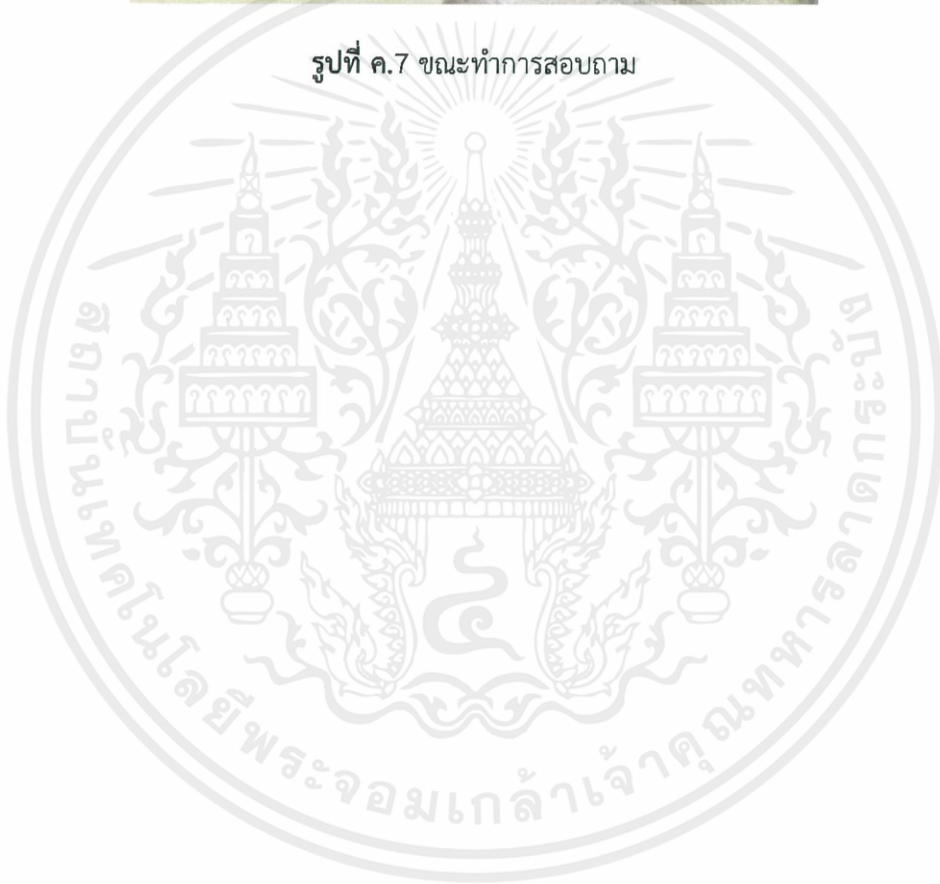 รูปที่ ค.7 ขณะทำการสอบถาม
สถาบันเทคโนโลยีพระจอมเกล้าเจ้าคุณทหารลาดกระบัง
๔